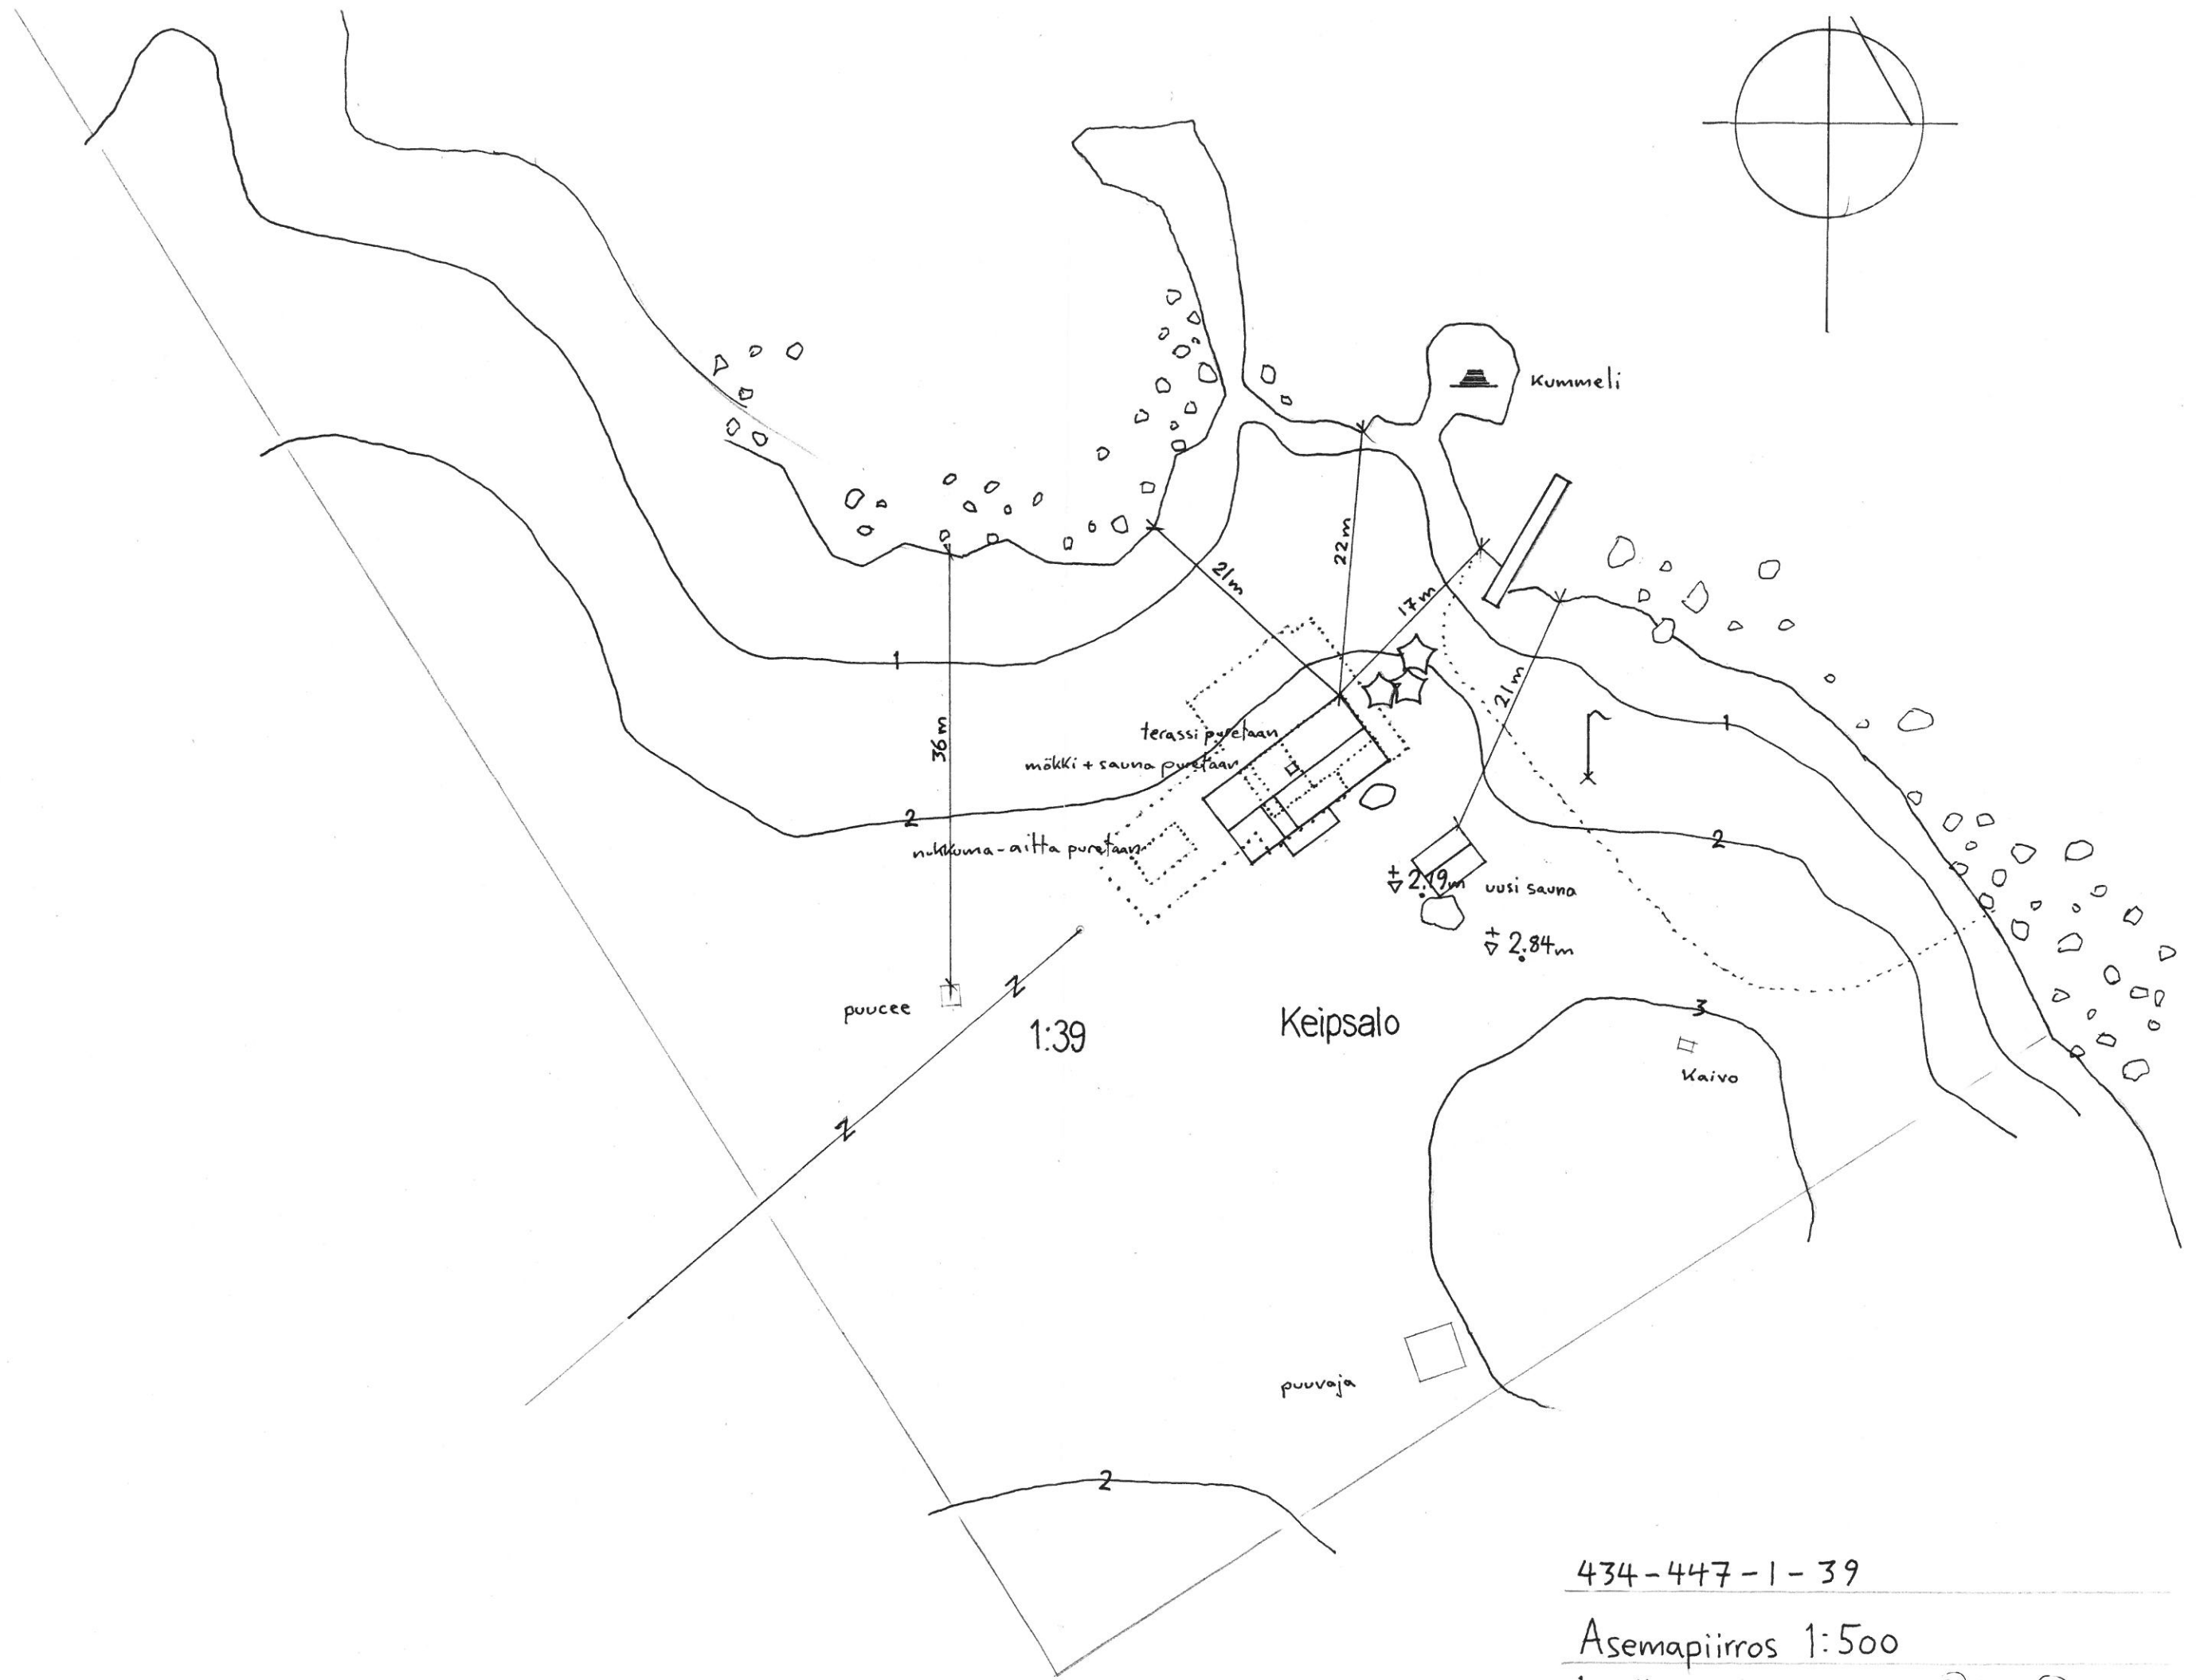 Kummeli
22m
21m
17m
21m
1
1
36m
terassi puretaan
mökki + sauna puretaan
2
2
nukkuma-aitta puretaan
2.19m
uusi sauna
2.84m
puucee
1:39
Keipsalo
3
Kaivo
puuvaja
2
434-447-1-39
Asemapiirros 1:500